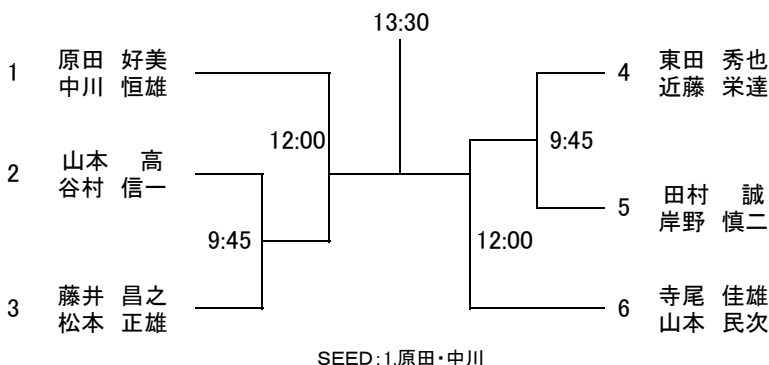 13:30
1 原田 好美
中川 恒雄
12:00
2 山本 高
谷村 信一
9:45
3 藤井 昌之
松本 正雄
4 東田 秀也
近藤 栄達
9:45
5 田村 誠
岸野 慎二
12:00
6 寺尾 佳雄
山本 民次
SEED:1.原田・中川